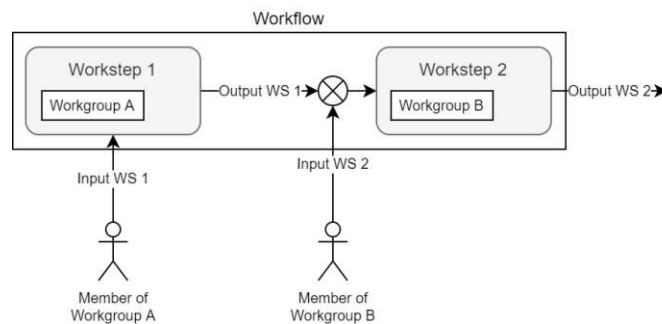 Workflow
Workstep 1
Workgroup A
Output WS 1
Workstep 2
Workgroup B
Output WS 2
Input WS 1
Input WS 2
Member of
Workgroup A
Member of
Workgroup B